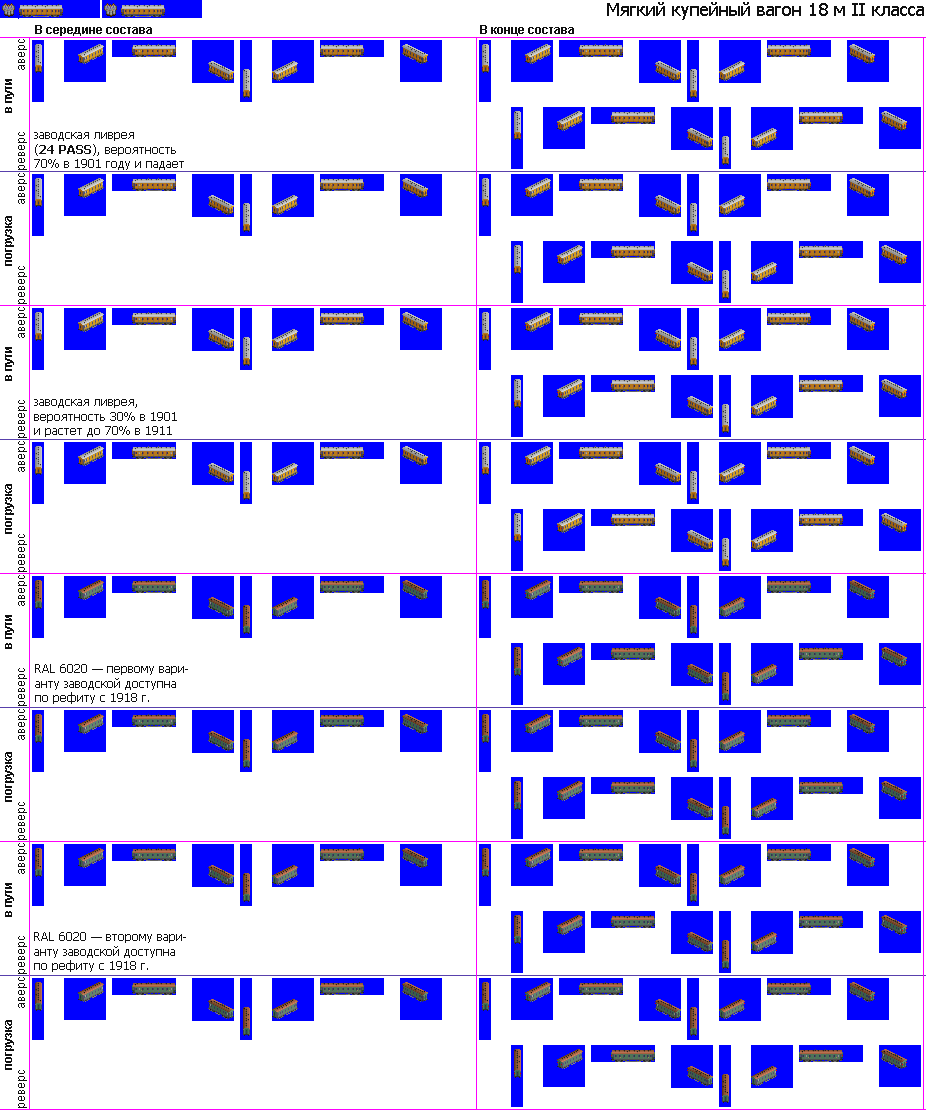 Мягкий купейный вагон 18 м II класса
В середине состава
В конце состава
аверс
в пути
реверс
заводская ливрея
(24 PASS), вероятность
70% в 1901 году и падает
аверс
погрузка
реверс
аверс
в пути
реверс
заводская ливрея,
вероятность 30% в 1901
и растет до 70% в 1911
аверс
погрузка
реверс
аверс
в пути
реверс
RAL 6020 — первому вари-
анту заводской доступна
по рефиту с 1918 г.
аверс
погрузка
реверс
аверс
в пути
реверс
RAL 6020 — второму вари-
анту заводской доступна
по рефиту с 1918 г.
аверс
погрузка
реверс